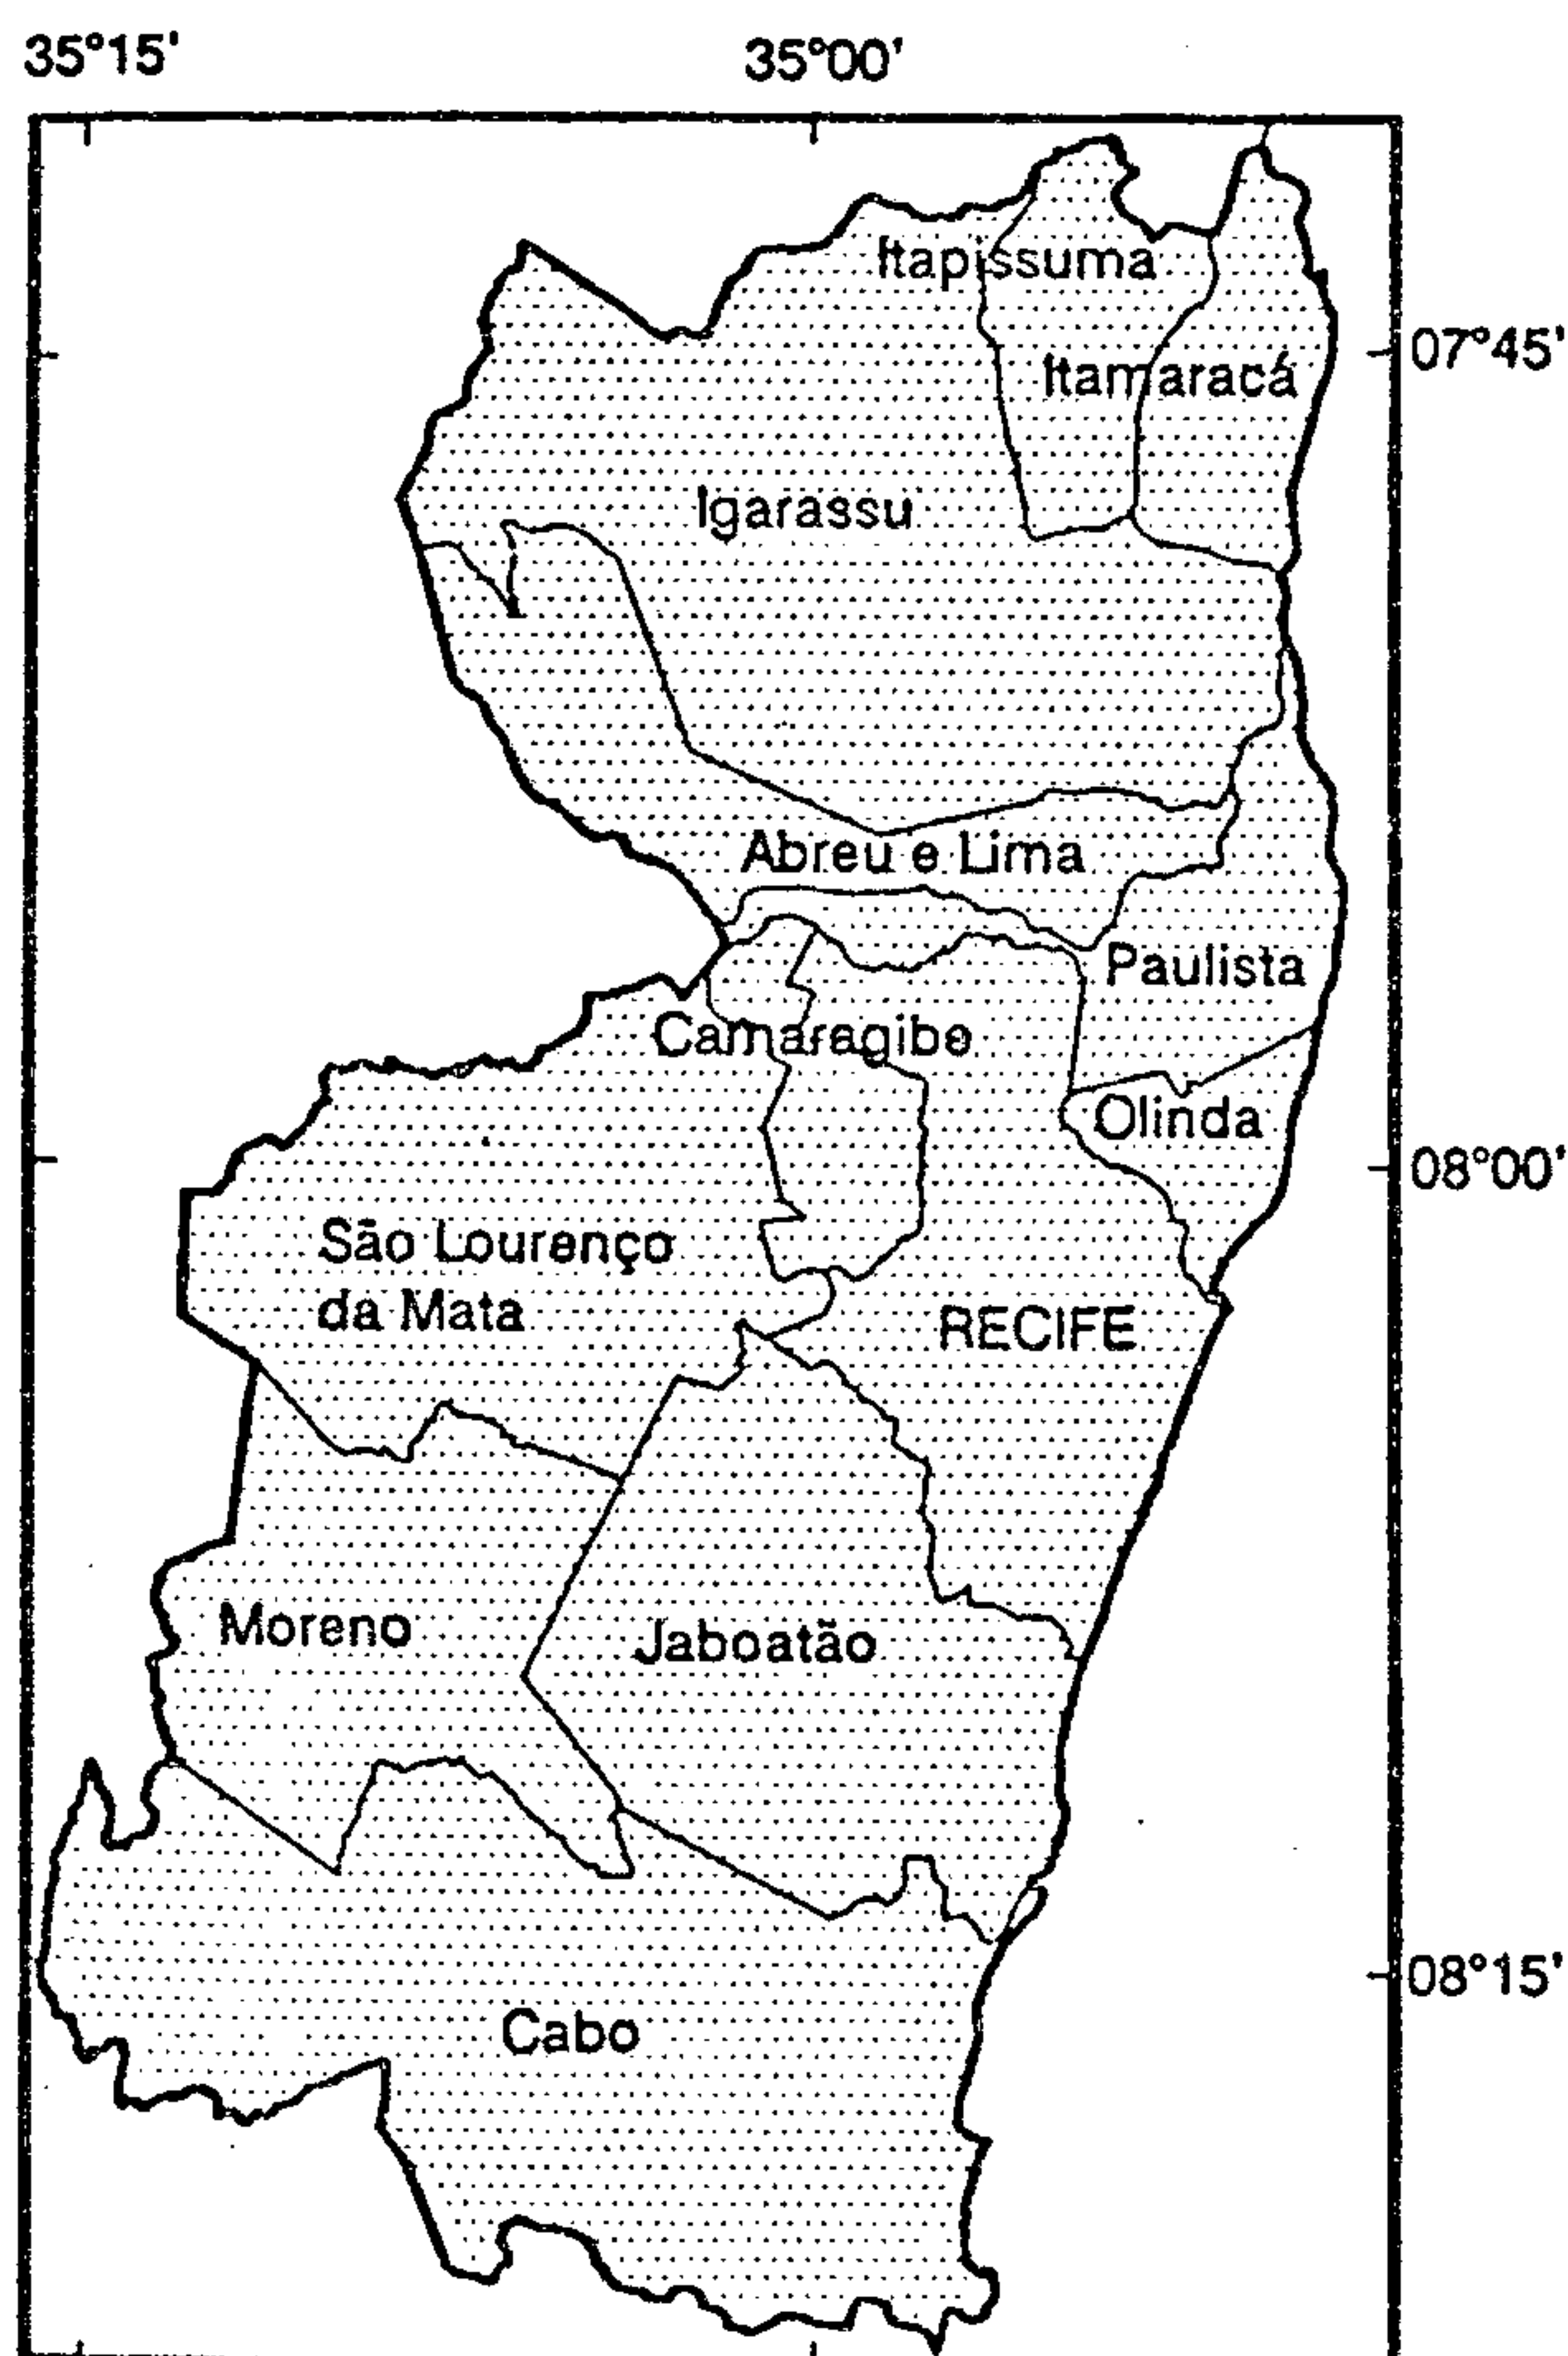 35°15' 35°00'
Itapissuma
07°45'
Itamaracá
Igarassu
Abreu e Lima
Paulista
Camaragibe
Olinda
08°00'
São Lourenço
da Mata
RECIFE
Moreno
Jaboatão
08°15'
Cabo